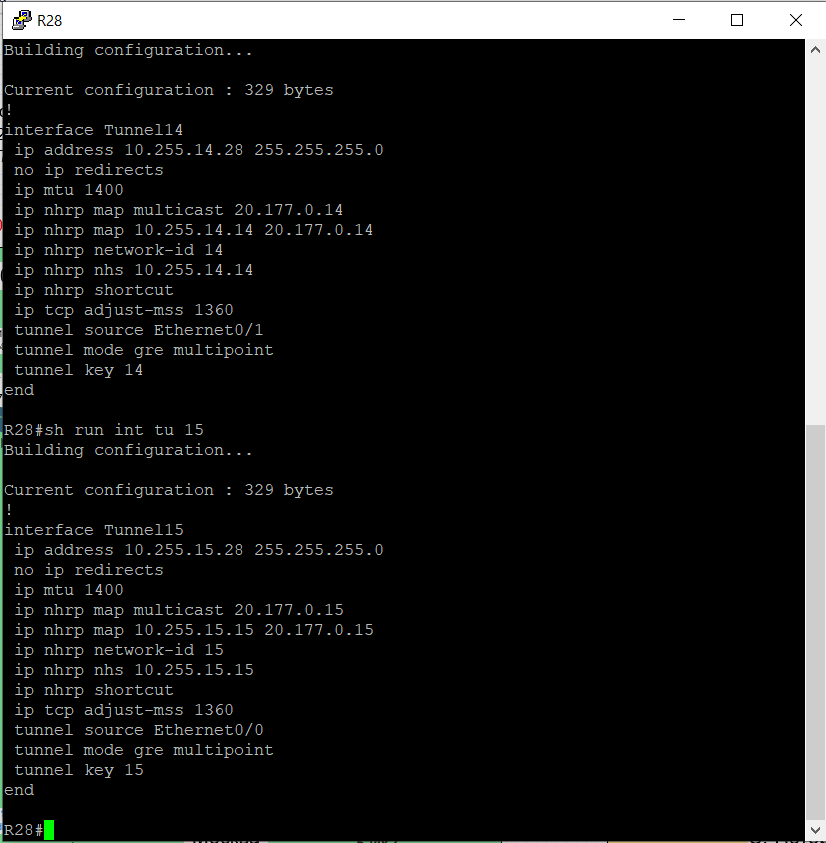 R28
Building configuration...
Current configuration : 329 bytes
!
interface Tunnel14
ip address 10.255.14.28 255.255.255.0
no ip redirects
ip mtu 1400
ip nhrp map multicast 20.177.0.14
ip nhrp map 10.255.14.14 20.177.0.14
ip nhrp network-id 14
ip nhrp nhs 10.255.14.14
ip nhrp shortcut
ip tcp adjust-mss 1360
tunnel source Ethernet0/1
tunnel mode gre multipoint
tunnel key 14
end
R28#sh run int tu 15
Building configuration...
Current configuration : 329 bytes
!
interface Tunnel15
ip address 10.255.15.28 255.255.255.0
no ip redirects
ip mtu 1400
ip nhrp map multicast 20.177.0.15
ip nhrp map 10.255.15.15 20.177.0.15
ip nhrp network-id 15
ip nhrp nhs 10.255.15.15
ip nhrp shortcut
ip tcp adjust-mss 1360
tunnel source Ethernet0/0
tunnel mode gre multipoint
tunnel key 15
end
R28#